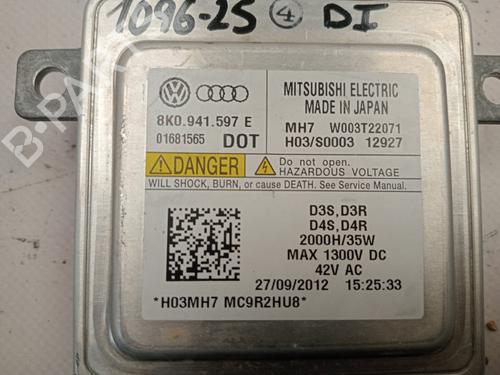 1096-2S ④ DI
8K0.941.597 E
01681565 DOT
MITSUBISHI ELECTRIC
MADE IN JAPAN
MH7 W003T22071
H03/S0003 12927
DANGER
Do not open.
HAZARDOUS VOLTAGE
WILL SHOCK, BURN, or cause DEATH. See Service Manual.
D3S,D3R
D4S,D4R
2000H/35W
MAX 1300V DC
42V AC
27/09/2012 15:25:33
*H03MH7 MC9R2HU8*